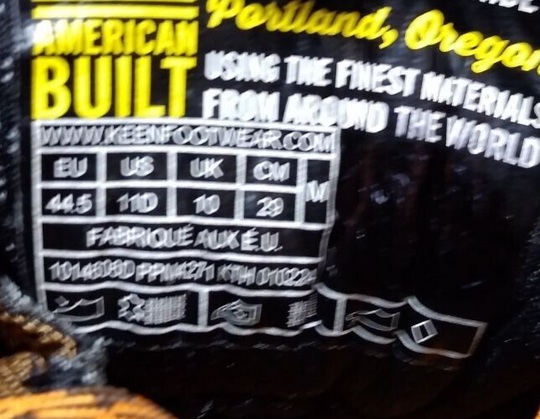 Portland, Oregon
AMERICAN
BUILT
USING THE FINEST MATERIALS
FROM AROUND THE WORLD
WWW.KEENFOOTWEAR.COM
EU US UK CM M
44.5 11D 10 29
FABRIQUÉ AUX É.U.